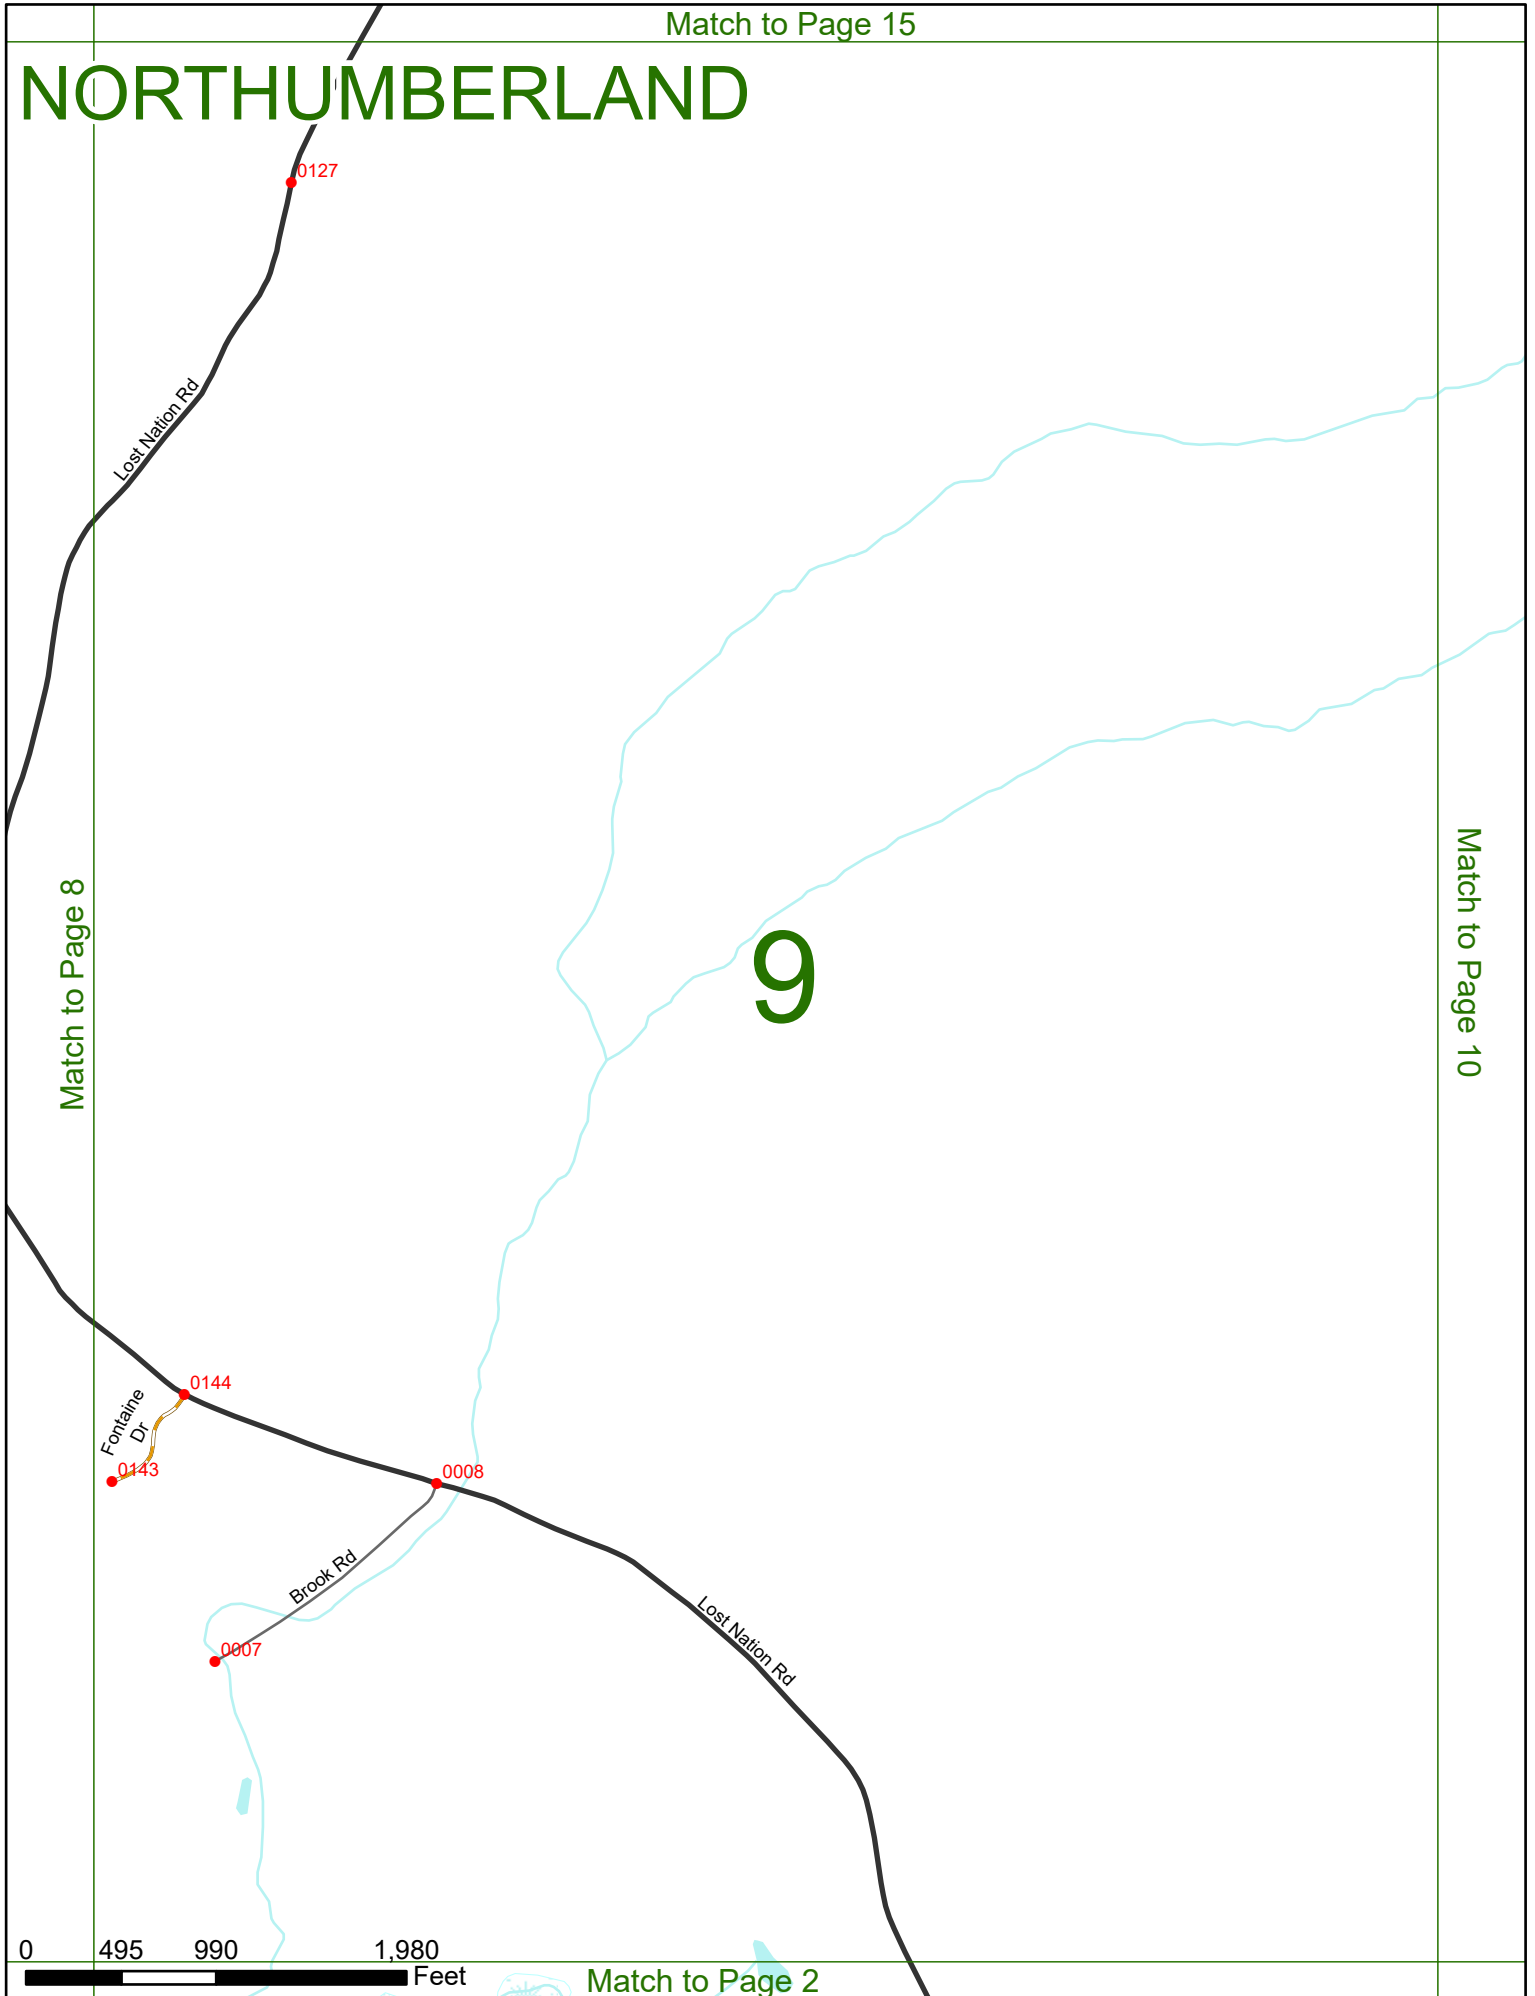 Match to Page 15
NORTHUMBERLAND
0127
Lost Nation Rd
Match to Page 8
9
Match to Page 10
0144
Fontaine
Dr
0143
0008
Brook Rd
0007
Lost Nation Rd
0 495 990 1,980
Feet
Match to Page 2